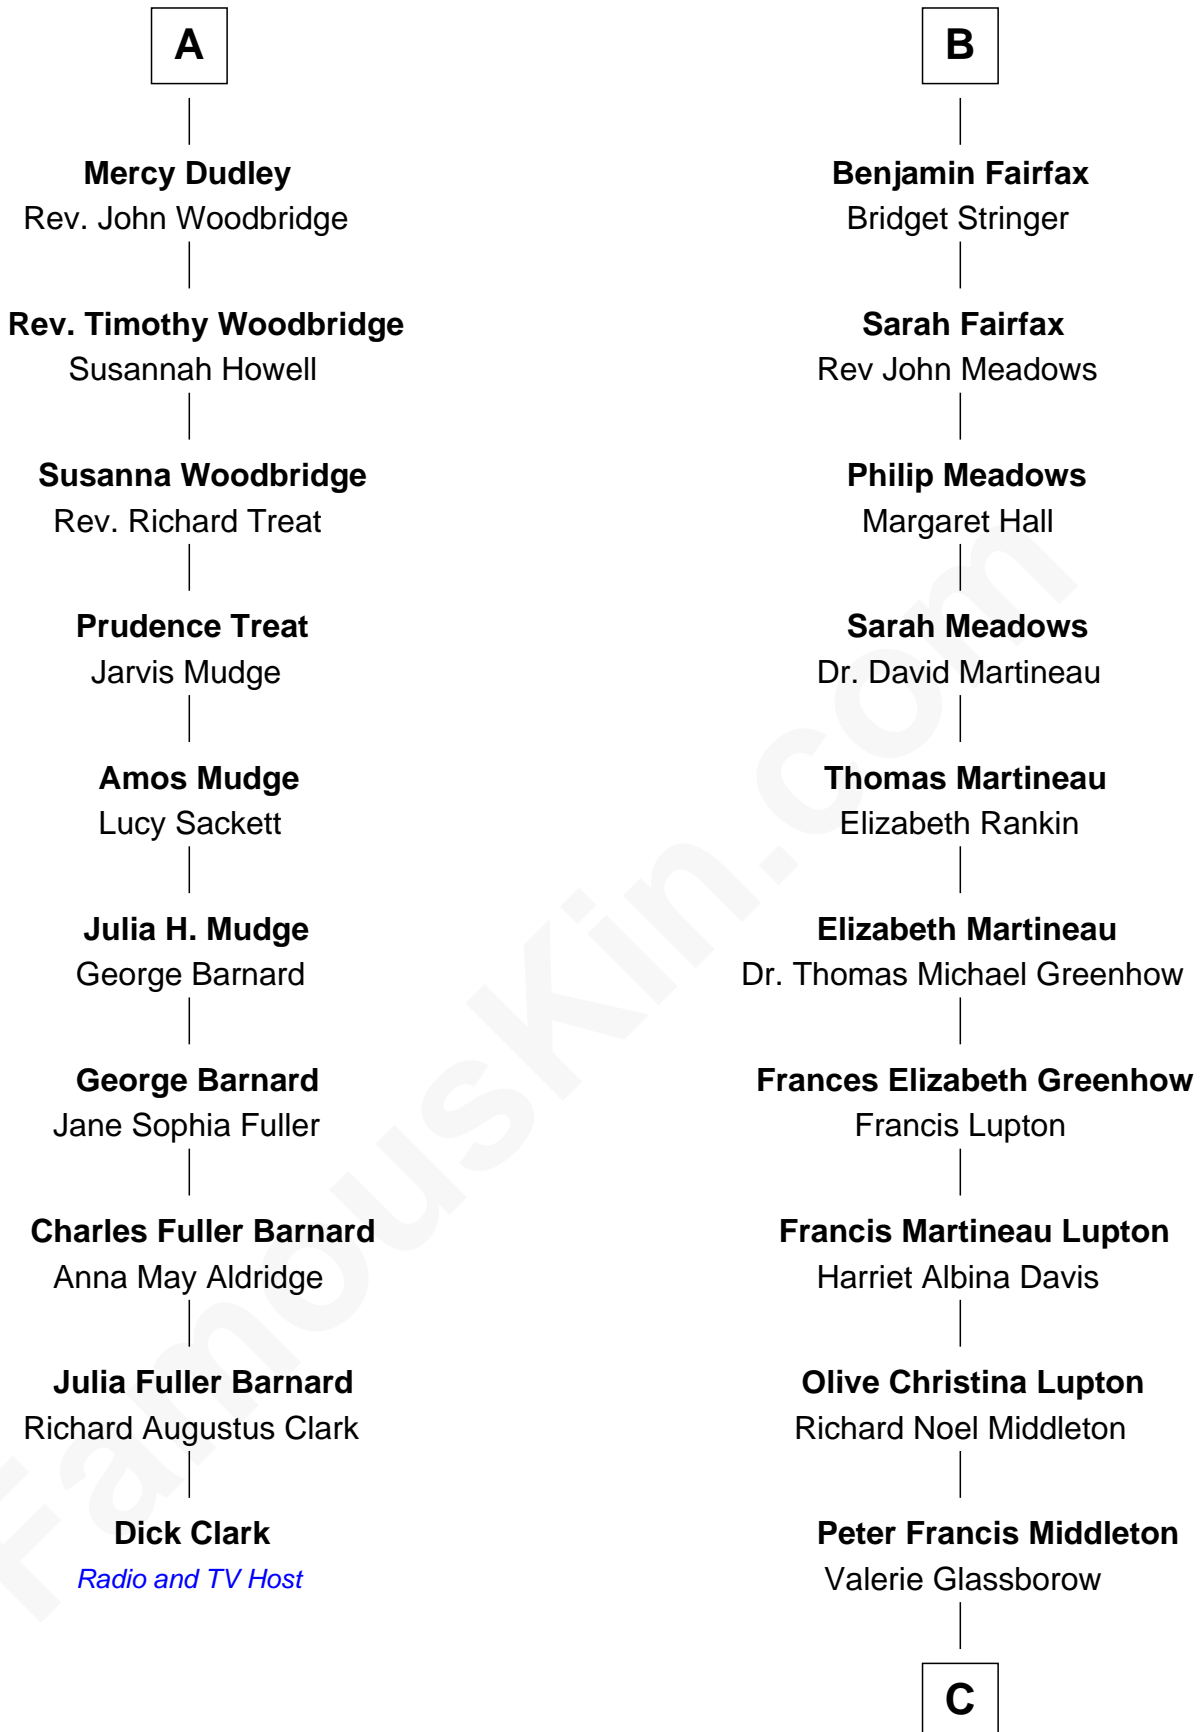 A
Mercy Dudley
Rev. John Woodbridge
Rev. Timothy Woodbridge
Susannah Howell
Susanna Woodbridge
Rev. Richard Treat
Prudence Treat
Jarvis Mudge
Amos Mudge
Lucy Sackett
Julia H. Mudge
George Barnard
George Barnard
Jane Sophia Fuller
Charles Fuller Barnard
Anna May Aldridge
Julia Fuller Barnard
Richard Augustus Clark
Dick Clark
Radio and TV Host
B
Benjamin Fairfax
Bridget Stringer
Sarah Fairfax
Rev John Meadows
Philip Meadows
Margaret Hall
Sarah Meadows
Dr. David Martineau
Thomas Martineau
Elizabeth Rankin
Elizabeth Martineau
Dr. Thomas Michael Greenhow
Frances Elizabeth Greenhow
Francis Lupton
Francis Martineau Lupton
Harriet Albina Davis
Olive Christina Lupton
Richard Noel Middleton
Peter Francis Middleton
Valerie Glassborow
C
FamousKin.com